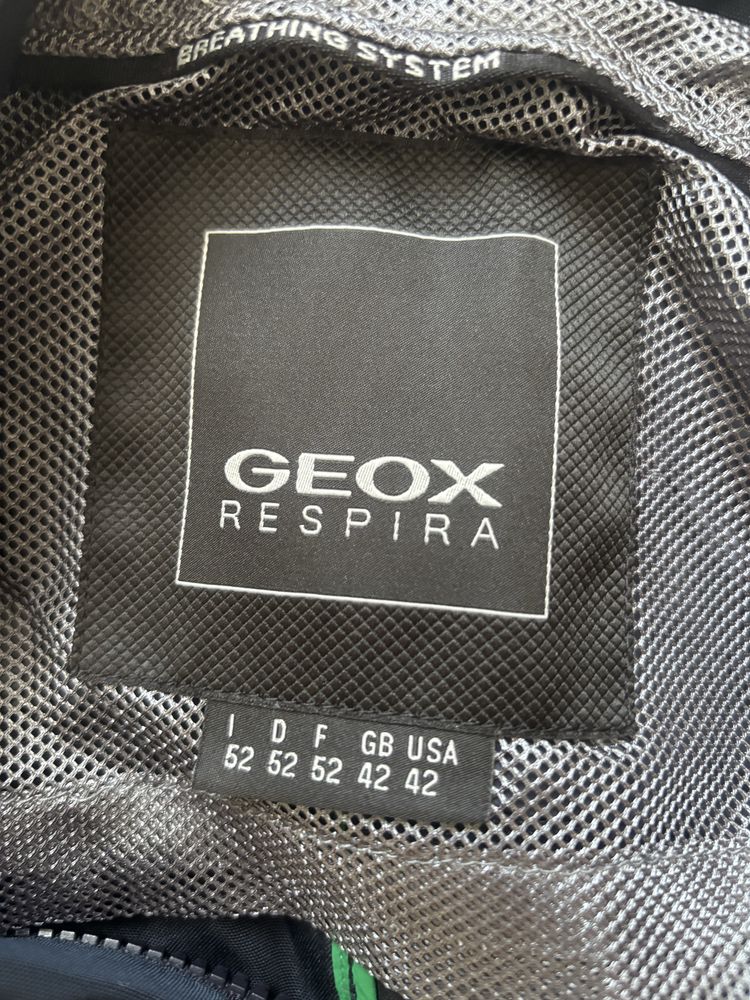 BREATHING SYSTEM
GEOX
RESPIRA
I D F GB USA
52 52 52 42 42